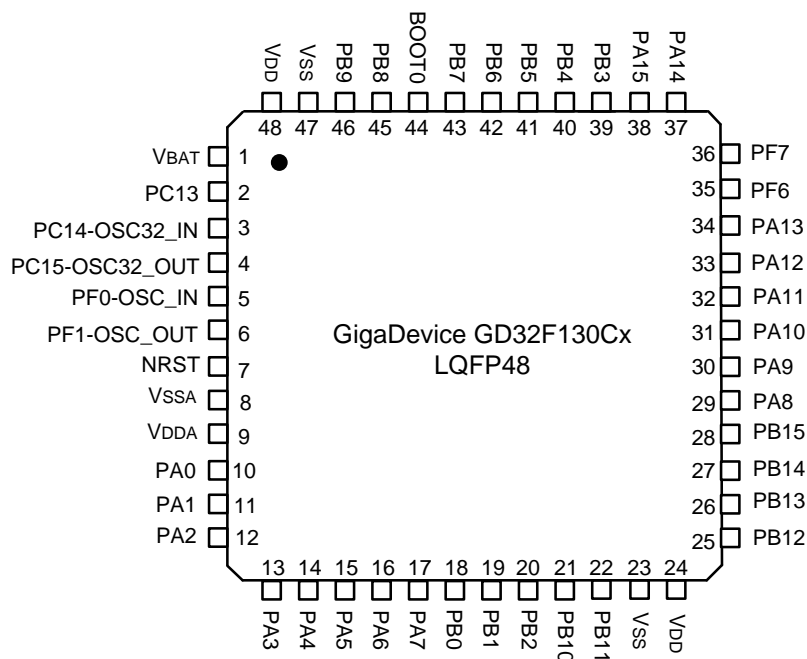 VDD
VSS
PB9
PB8
BOOT0
PB7
PB6
PB5
PB4
PB3
PA15
PA14
48 47 46 45 44 43 42 41 40 39 38 37
VBAT 1
PC13 2
PC14-OSC32_IN 3
PC15-OSC32_OUT 4
PF0-OSC_IN 5
PF1-OSC_OUT 6
NRST 7
VSSA 8
VDDA 9
PA0 10
PA1 11
PA2 12
GigaDevice GD32F130Cx
LQFP48
36 PF7
35 PF6
34 PA13
33 PA12
32 PA11
31 PA10
30 PA9
29 PA8
28 PB15
27 PB14
26 PB13
25 PB12
13 14 15 16 17 18 19 20 21 22 23 24
PA3
PA4
PA5
PA6
PA7
PB0
PB1
PB2
PB10
PB11
VSS
VDD